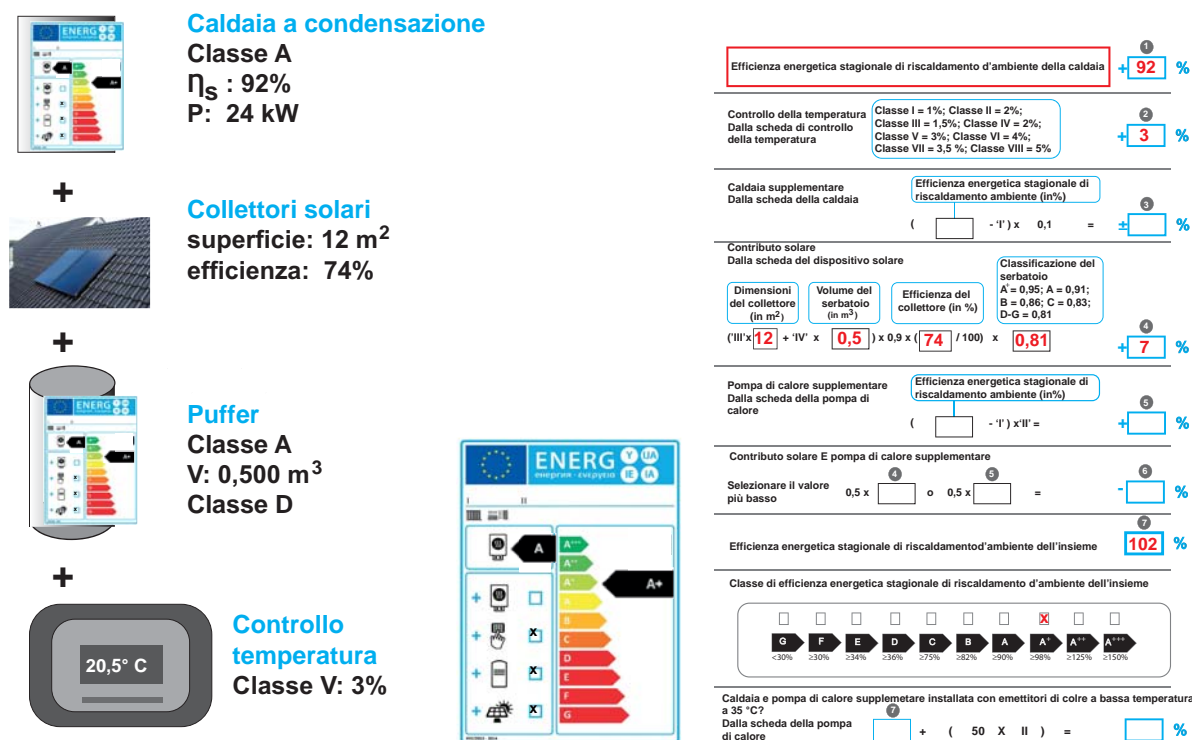 Caldaia a condensazione
Classe A
ηs : 92%
P: 24 kW
+
Collettori solari
superficie: 12 m²
efficienza: 74%
+
Puffer
Classe A
V: 0,500 m³
Classe D
+
20,5° C
Controllo
temperatura
Classe V: 3%
ENERG Y UA
IE IA
I II
A
A+++
A++
A+
A
B
C
D
E
F
G
A+
+
+ X
+ X
+ X
1
Efficienza energetica stagionale di riscaldamento d'ambiente della caldaia + 92 %
2
Controllo della temperatura
Dalla scheda di controllo
della temperatura
Classe I = 1%; Classe II = 2%;
Classe III = 1,5%; Classe IV = 2%;
Classe V = 3%; Classe VI = 4%;
Classe VII = 3,5 %; Classe VIII = 5%
+ 3 %
Caldaia supplementare
Dalla scheda della caldaia
Efficienza energetica stagionale di
riscaldamento ambiente (in%)
3
( - 'I' ) x 0,1 = ± %
Contributo solare
Dalla scheda del dispositivo solare
Dimensioni
del collettore
(in m²)
Volume del
serbatoio
(in m³)
Efficienza del
collettore (in %)
Classificazione del
serbatoio
A+ = 0,95; A = 0,91;
B = 0,86; C = 0,83;
D-G = 0,81
4
('III'x 12 + 'IV' x 0,5 ) x 0,9 x ( 74 / 100) x 0,81 + 7 %
Pompa di calore supplementare
Dalla scheda della pompa di
calore
Efficienza energetica stagionale di
riscaldamento ambiente (in%)
5
( - 'I' ) x'II' = + %
Contributo solare E pompa di calore supplementare
4 5 6
Selezionare il valore
più basso
0,5 x o 0,5 x = - %
7
Efficienza energetica stagionale di riscaldamentod'ambiente dell'insieme 102 %
Classe di efficienza energetica stagionale di riscaldamento d'ambiente dell'insieme
X
G F E D C B A A+ A++ A+++
<30% ≥30% ≥34% ≥36% ≥75% ≥82% ≥90% ≥98% ≥125% ≥150%
Caldaia e pompa di calore supplemetare installata con emettitori di colre a bassa temperatura
a 35 °C?
7
Dalla scheda della pompa
di calore
+ ( 50 X II ) = %